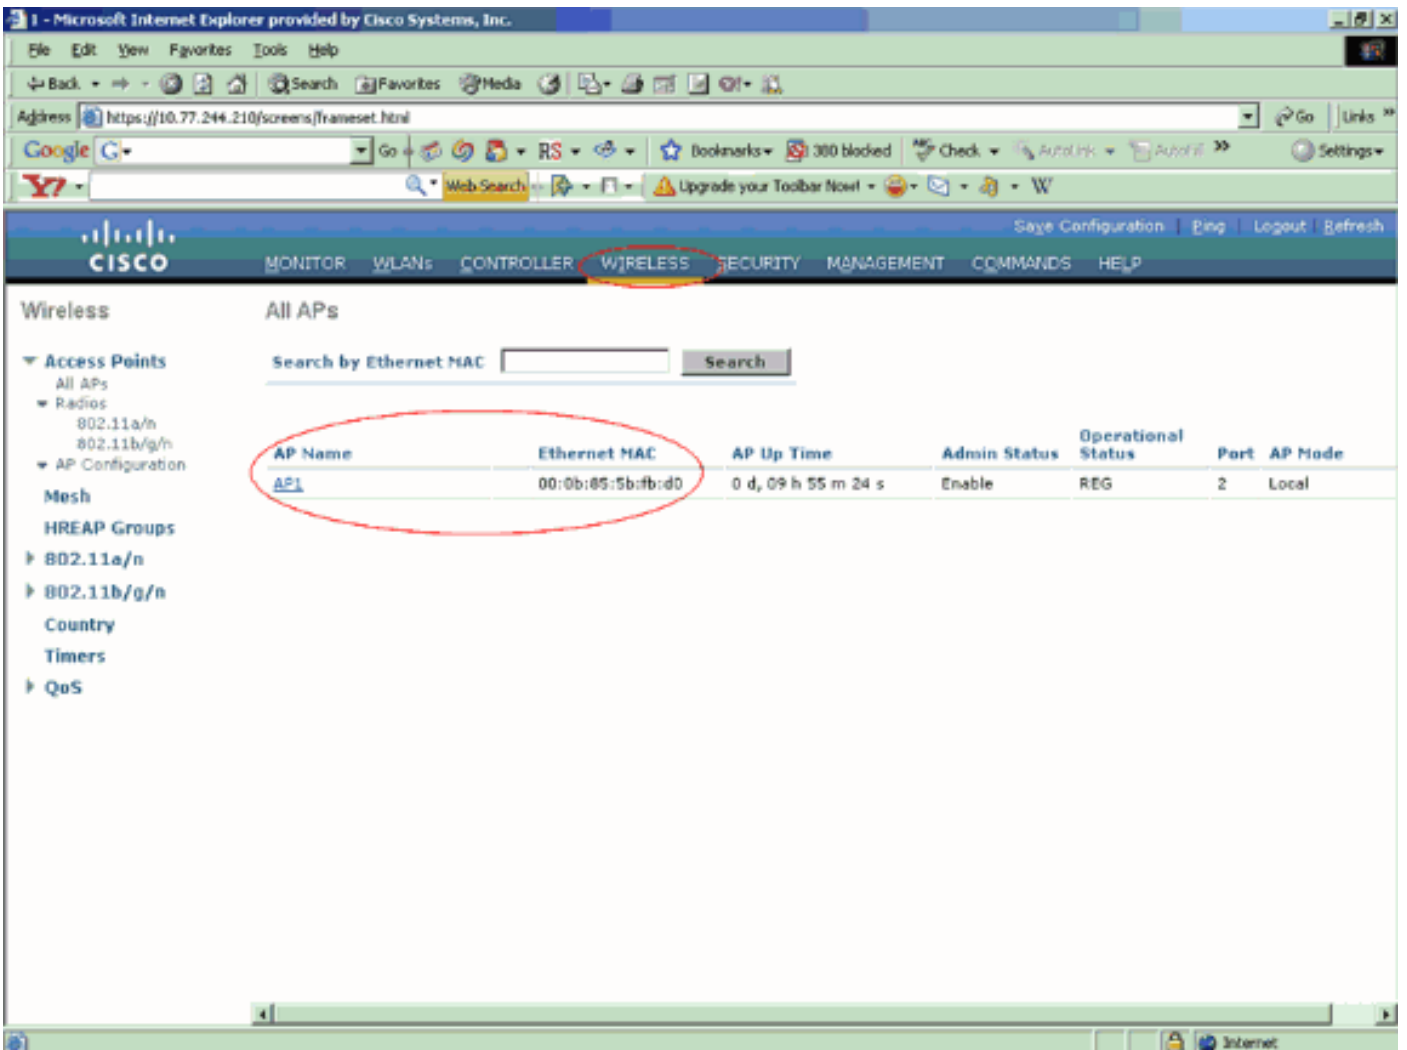 1 - Microsoft Internet Explorer provided by Cisco Systems, Inc.
File Edit View Favorites Tools Help
Back Search Favorites Media
Address https://10.77.244.210/screens/frameset.html Go Links »
Google G Go RS Bookmarks 380 blocked Check AutoLink AutoFill » Settings
Y! Web Search Upgrade your Toolbar Now! W
Save Configuration | Ping | Logout | Refresh
CISCO MONITOR WLANs CONTROLLER WIRELESS SECURITY MANAGEMENT COMMANDS HELP
Wireless
Access Points
All APs
Radios
802.11a/n
802.11b/g/n
AP Configuration
Mesh
HREAP Groups
802.11a/n
802.11b/g/n
Country
Timers
QoS
All APs
Search by Ethernet MAC Search
AP Name Ethernet MAC AP Up Time Admin Status Operational Status Port AP Mode
AP1 00:0b:85:5b:fb:d0 0 d, 09 h 55 m 24 s Enable REG 2 Local
Internet